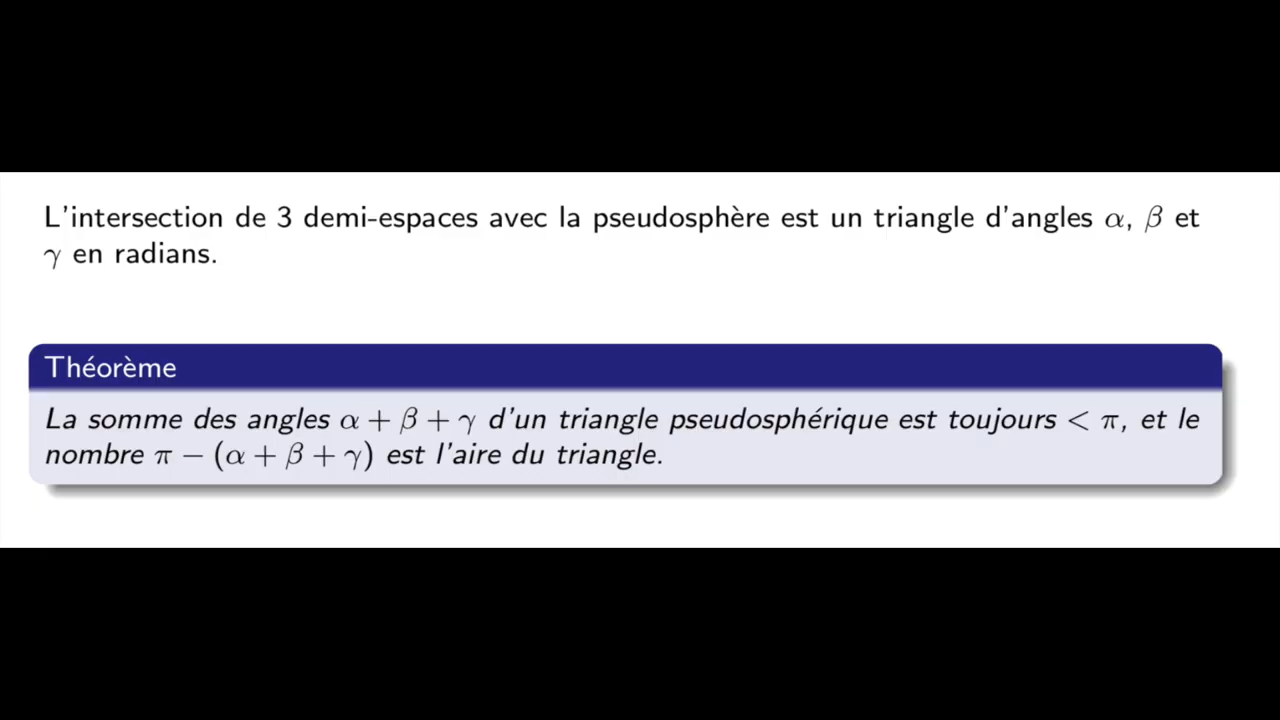 L'intersection de 3 demi-espaces avec la pseudosphère est un triangle d'angles α, β et
γ en radians.
Théorème
La somme des angles α + β + γ d'un triangle pseudosphérique est toujours < π, et le
nombre π − (α + β + γ) est l'aire du triangle.